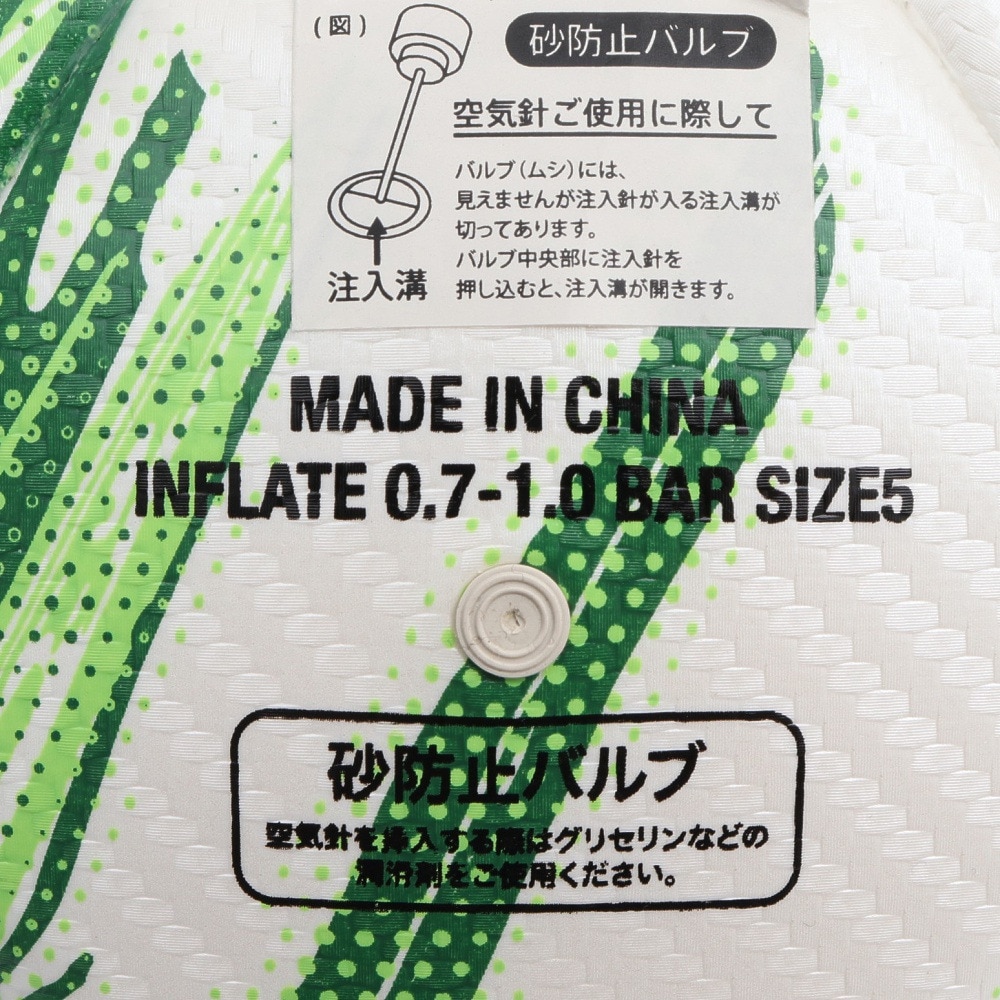 (図)
砂防止バルブ
空気針ご使用に際して
バルブ(ムシ)には、
見えませんが注入針が入る注入溝が
切ってあります。
バルブ中央部に注入針を
押し込むと、注入溝が開きます。
注入溝
MADE IN CHINA
INFLATE 0.7-1.0 BAR SIZE5
砂防止バルブ
空気針を挿入する際はグリセリンなどの
潤滑剤をご使用ください。